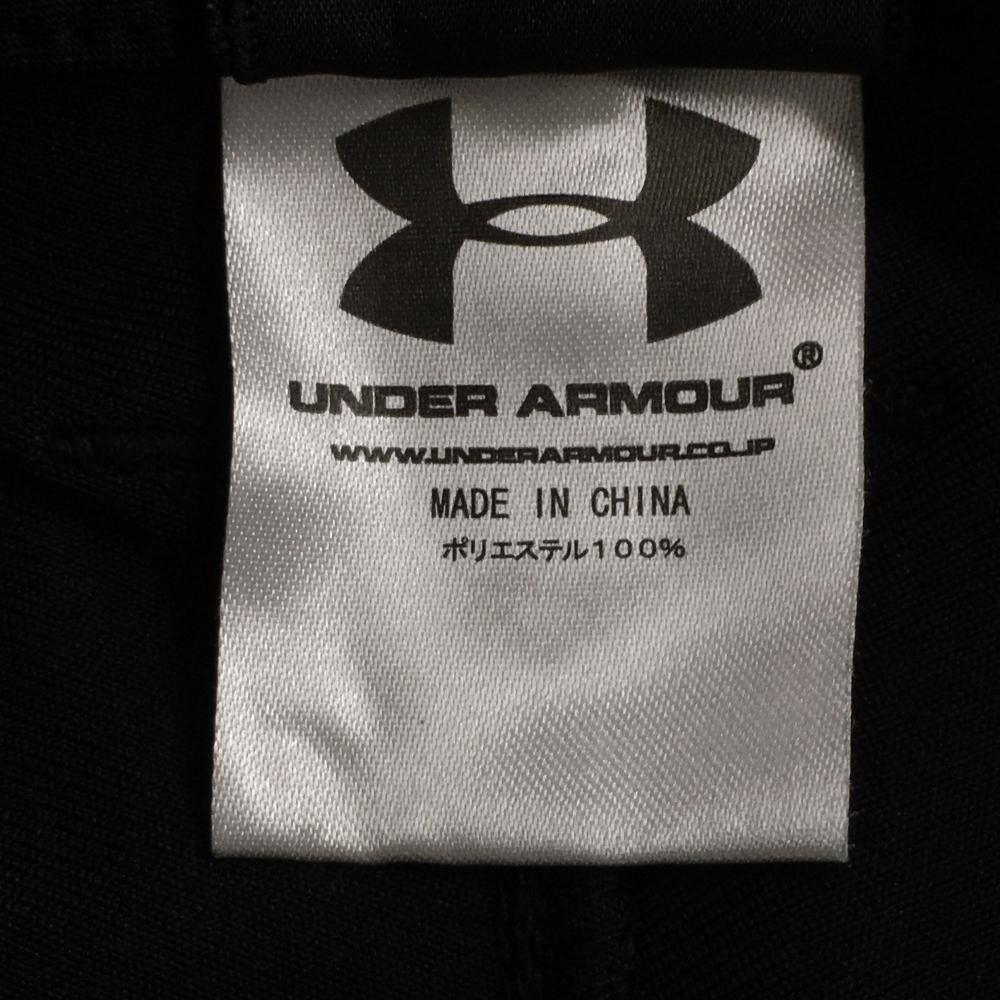 UNDER ARMOUR®
WWW.UNDERARMOUR.CO.JP
MADE IN CHINA
ポリエステル100%